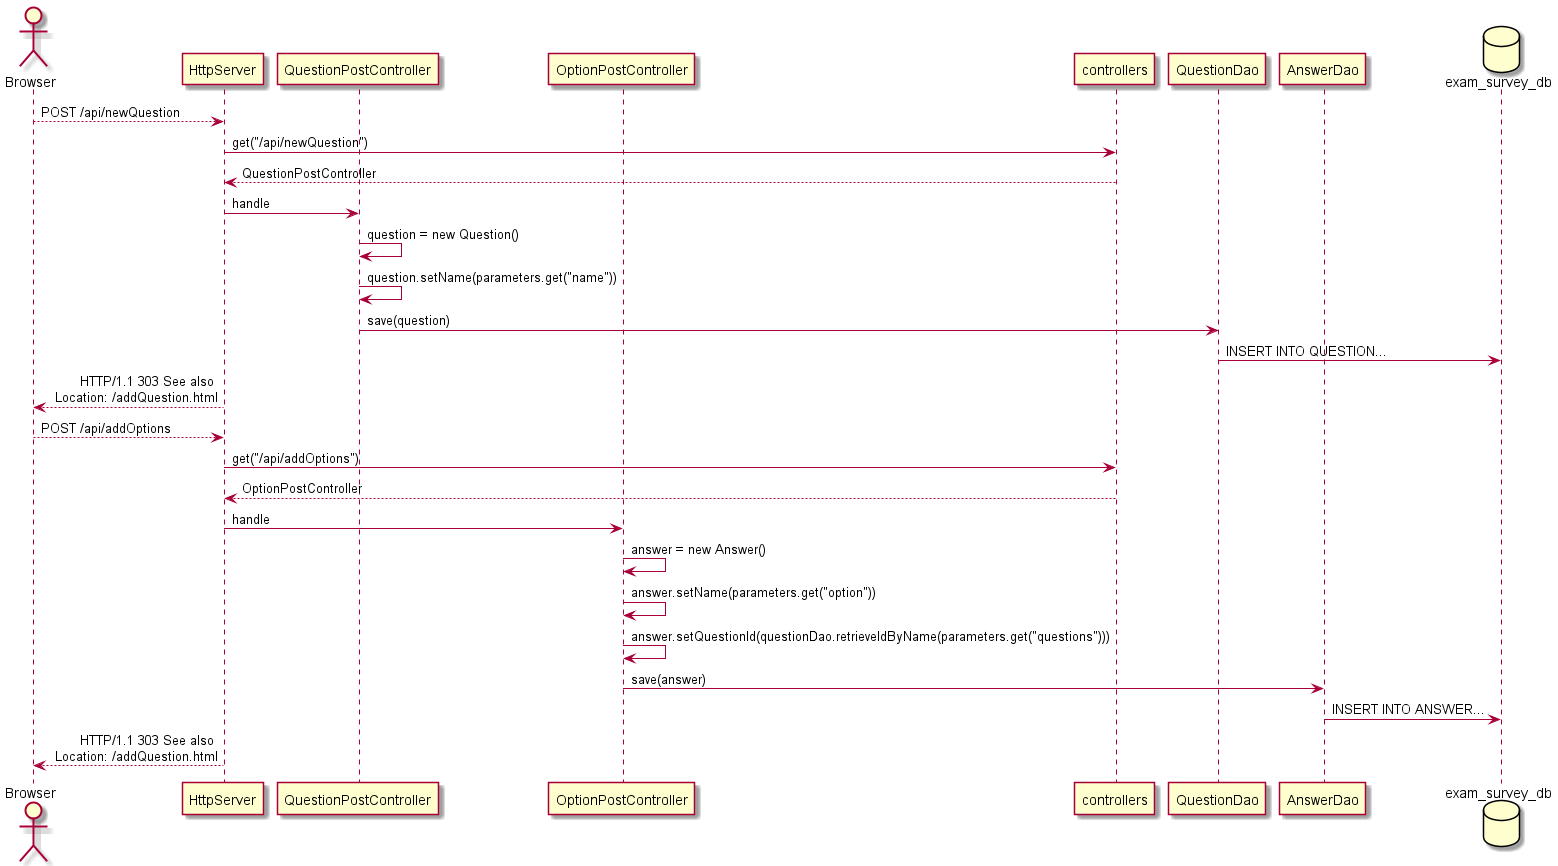 Browser
HttpServer
QuestionPostController
OptionPostController
controllers
QuestionDao
AnswerDao
exam_survey_db
POST /api/newQuestion
get("/api/newQuestion")
QuestionPostController
handle
question = new Question()
question.setName(parameters.get("name"))
save(question)
INSERT INTO QUESTION...
HTTP/1.1 303 See also
Location: /addQuestion.html
POST /api/addOptions
get("/api/addOptions")
OptionPostController
handle
answer = new Answer()
answer.setName(parameters.get("option"))
answer.setQuestionId(questionDao.retrieveIdByName(parameters.get("questions")))
save(answer)
INSERT INTO ANSWER...
HTTP/1.1 303 See also
Location: /addQuestion.html
Browser
HttpServer
QuestionPostController
OptionPostController
controllers
QuestionDao
AnswerDao
exam_survey_db